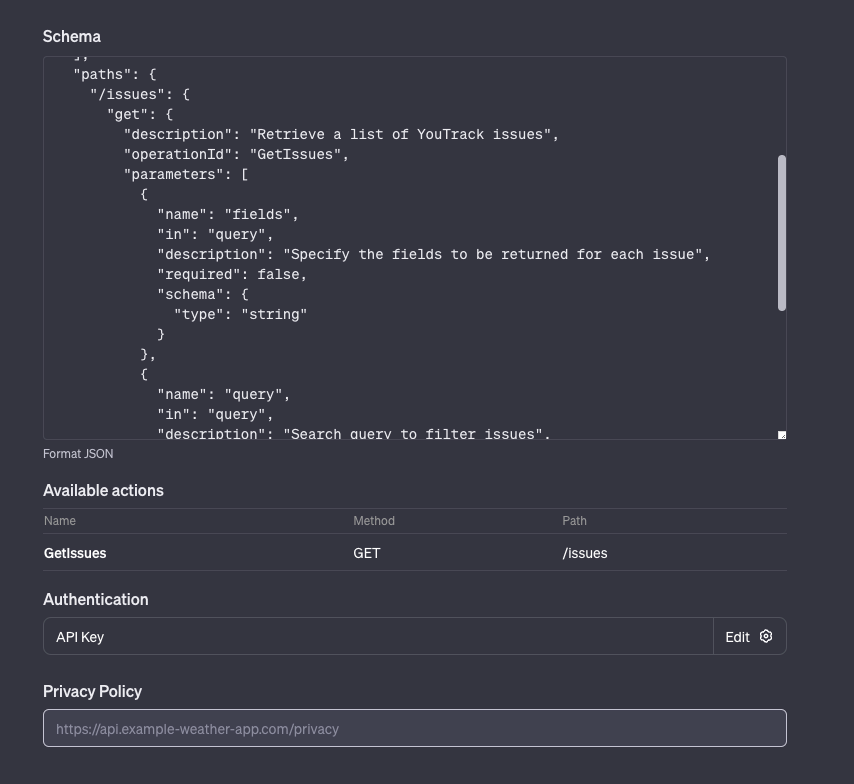 Schema
],
"paths": {
"/issues": {
"get": {
"description": "Retrieve a list of YouTrack issues",
"operationId": "GetIssues",
"parameters": [
{
"name": "fields",
"in": "query",
"description": "Specify the fields to be returned for each issue",
"required": false,
"schema": {
"type": "string"
}
},
{
"name": "query",
"in": "query",
"description": "Search query to filter issues",
Format JSON
Available actions
Name Method Path
GetIssues GET /issues
Authentication
API Key Edit
Privacy Policy
https://api.example-weather-app.com/privacy